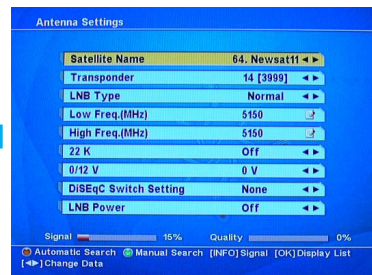 Antenna Settings
Satellite Name 64. Newsat11
Transponder 14 [3999]
LNB Type Normal
Low Freq.(MHz) 5150
High Freq.(MHz) 5150
22 K Off
0/12 V 0 V
DiSEqC Switch Setting None
LNB Power Off
Signal 15% Quality 0%
Automatic Search Manual Search [INFO]Signal [OK]Display List
[◄►]Change Data